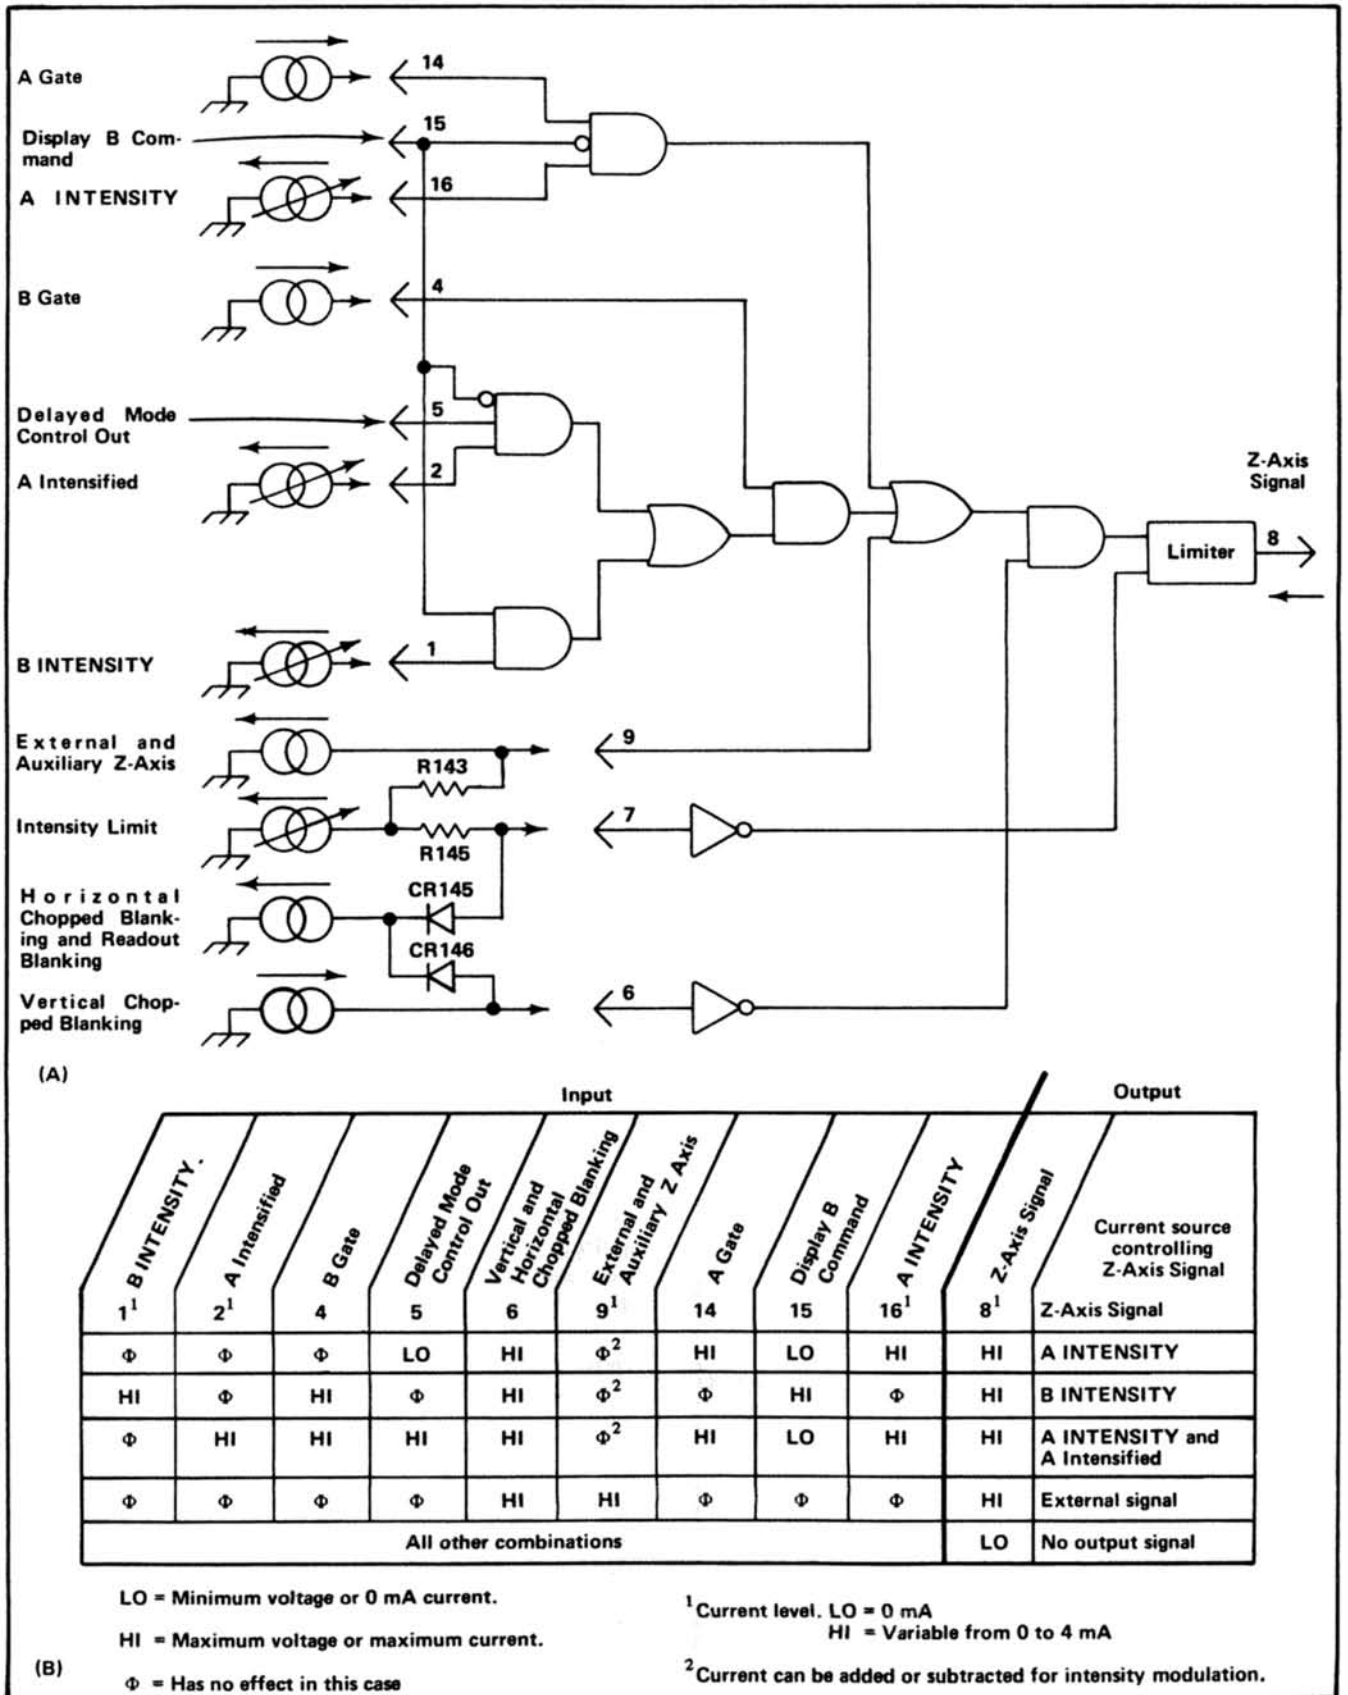 A Gate
14
Display B Com-
mand
15
A INTENSITY
16
B Gate
4
Delayed Mode
Control Out
5
A Intensified
2
Z-Axis
Signal
Limiter
8
B INTENSITY
1
External and
Auxiliary Z-Axis
9
R143
Intensity Limit
7
R145
Horizontal
Chopped Blank-
ing and Readout
Blanking
CR145
CR146
Vertical Chop-
ped Blanking
6
(A)
Input
Output
B INTENSITY.
A Intensified
B Gate
Delayed Mode
Control Out
Vertical and
Horizontal
Chopped Blanking
External and
Auxiliary Z Axis
A Gate
Display B
Command
A INTENSITY
Z-Axis Signal
Current source
controlling
Z-Axis Signal
1¹ 2¹ 4 5 6 9¹ 14 15 16¹ 8¹ Z-Axis Signal
Φ Φ Φ LO HI Φ² HI LO HI HI A INTENSITY
HI Φ HI Φ HI Φ² Φ HI Φ HI B INTENSITY
Φ HI HI HI HI Φ² HI LO HI HI A INTENSITY and
A Intensified
Φ Φ Φ Φ HI HI Φ Φ Φ HI External signal
All other combinations LO No output signal
LO = Minimum voltage or 0 mA current.
HI = Maximum voltage or maximum current.
Φ = Has no effect in this case
¹Current level. LO = 0 mA
HI = Variable from 0 to 4 mA
²Current can be added or subtracted for intensity modulation.
(B)